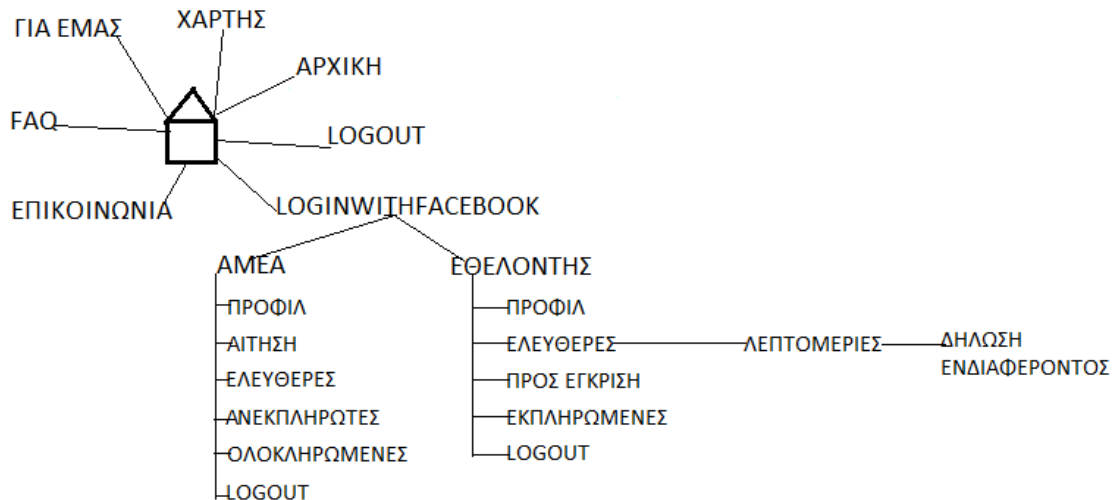 ΓΙΑ ΕΜΑΣ
ΧΑΡΤΗΣ
ΑΡΧΙΚΗ
FAQ
LOGOUT
ΕΠΙΚΟΙΝΩΝΙΑ
LOGINWITHFACEBOOK
ΑΜΕΑ
ΠΡΟΦΙΛ
ΑΙΤΗΣΗ
ΕΛΕΥΘΕΡΕΣ
ΑΝΕΚΠΛΗΡΩΤΕΣ
ΟΛΟΚΛΗΡΩΜΕΝΕΣ
LOGOUT
ΕΘΕΛΟΝΤΗΣ
ΠΡΟΦΙΛ
ΕΛΕΥΘΕΡΕΣ
ΛΕΠΤΟΜΕΡΙΕΣ
ΔΗΛΩΣΗ
ΕΝΔΙΑΦΕΡΟΝΤΟΣ
ΠΡΟΣ ΕΓΚΡΙΣΗ
ΕΚΠΛΗΡΩΜΕΝΕΣ
LOGOUT